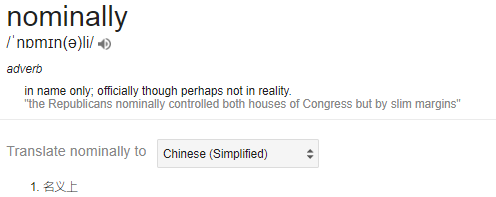 nominally
/ˈnɒmɪn(ə)li/
adverb
in name only; officially though perhaps not in reality.
"the Republicans nominally controlled both houses of Congress but by slim margins"
Translate nominally to Chinese (Simplified)
1. 名义上